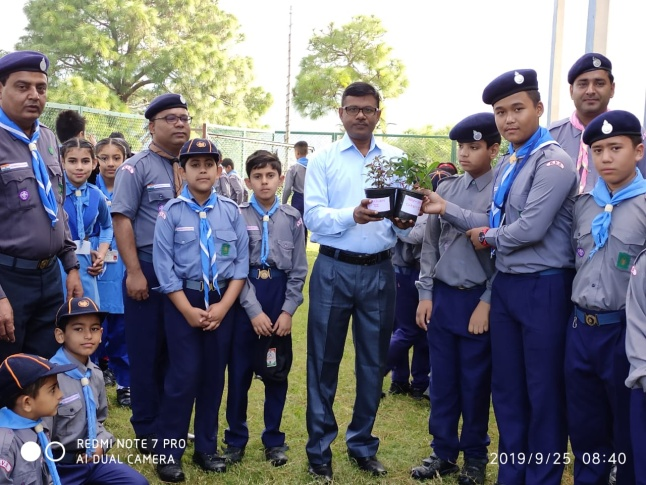 REDMI NOTE 7 PRO
AI DUAL CAMERA
2019/9/25 08:40